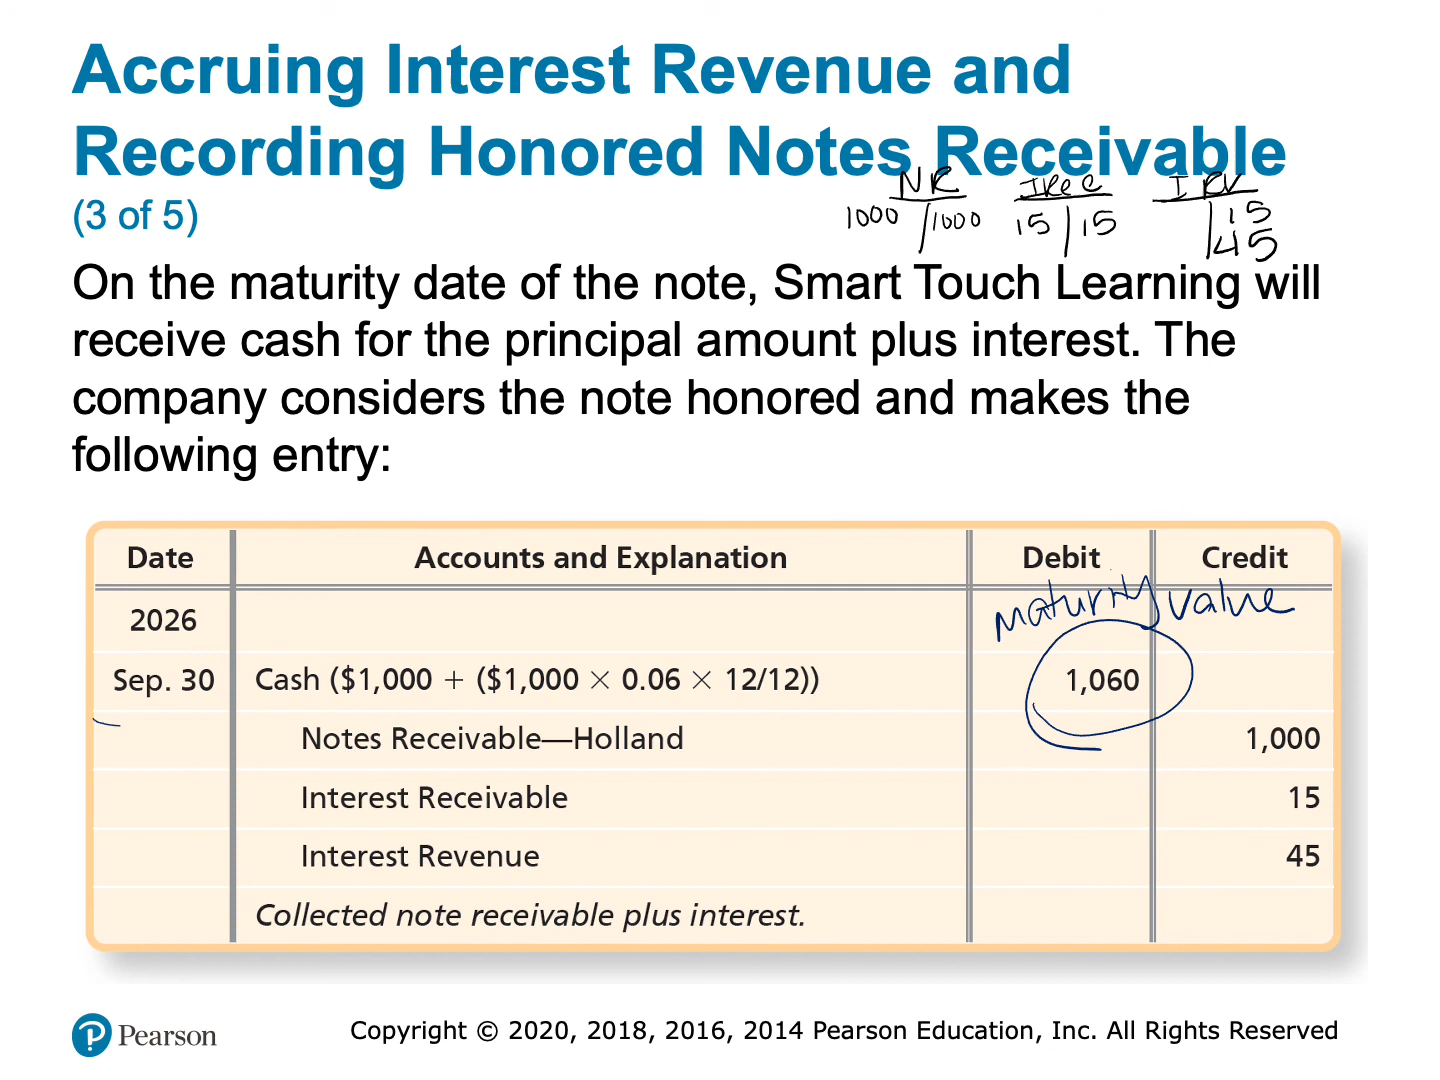 Accruing Interest Revenue and
Recording Honored Notes Receivable
(3 of 5)
NR IRec IRV
1000 1000 15 15 15
45
On the maturity date of the note, Smart Touch Learning will
receive cash for the principal amount plus interest. The
company considers the note honored and makes the
following entry:
Date Accounts and Explanation Debit Credit
maturity value
2026
Sep. 30 Cash ($1,000 + ($1,000 × 0.06 × 12/12)) 1,060
Notes Receivable—Holland 1,000
Interest Receivable 15
Interest Revenue 45
Collected note receivable plus interest.
Pearson Copyright © 2020, 2018, 2016, 2014 Pearson Education, Inc. All Rights Reserved